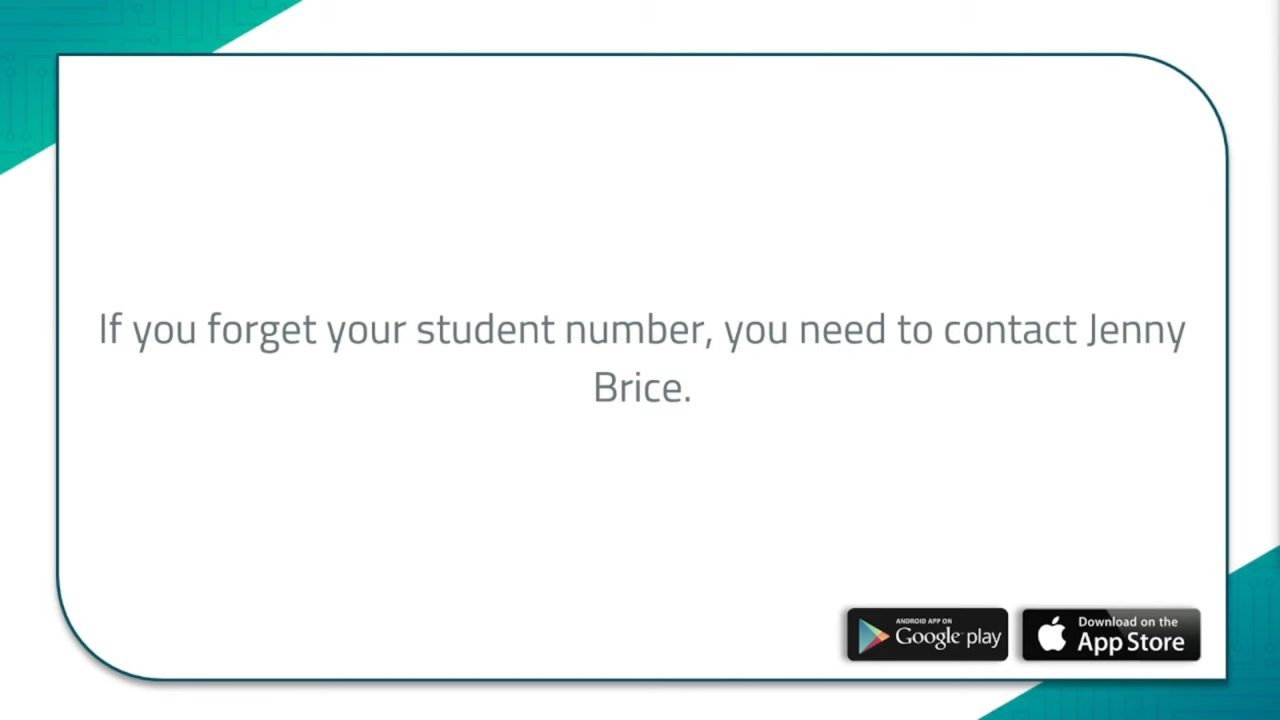 If you forget your student number, you need to contact Jenny
Brice.
ANDROID APP ON
Google play
Download on the
App Store